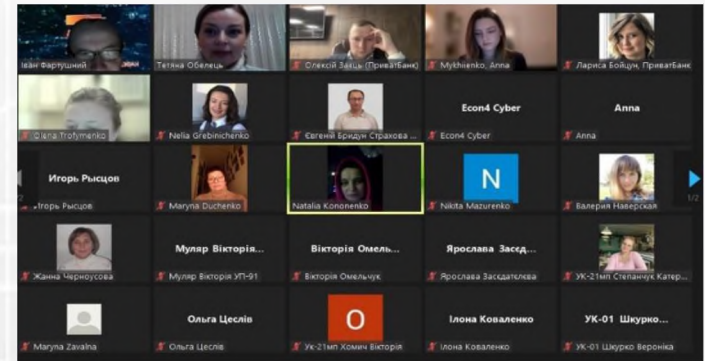 Іван Фартушний
Тетяна Обелець
Олексій Заяць (ПриватБанк)
Mykhiienko, Anna
Лариса Бойцун, ПриватБанк
Olena Trofymenko
Nelia Grebinichenko
Євгеній Бридун Страхова ...
Econ4 Cyber
Econ4 Cyber
Anna
Anna
Игорь Рысцов
Игорь Рысцов
Maryna Duchenko
Natalia Kononenko
N
Nikita Mazurenko
Валерия Наверская
1/2
Жанна Черноусова
Муляр Вікторія...
Муляр Вікторія УП-91
Вікторія Омель...
Вікторія Омельчук
Ярослава Заєкд...
УК-21мп Степанчук Катер...
Maryna Zavalna
Ольга Цеслів
Ольга Цеслів
О
Ук-21мп Хомич Вікторія
Ілона Коваленко
Ілона Коваленко
УК-01 Шкурко...
УК-01 Шкурко Вероніка